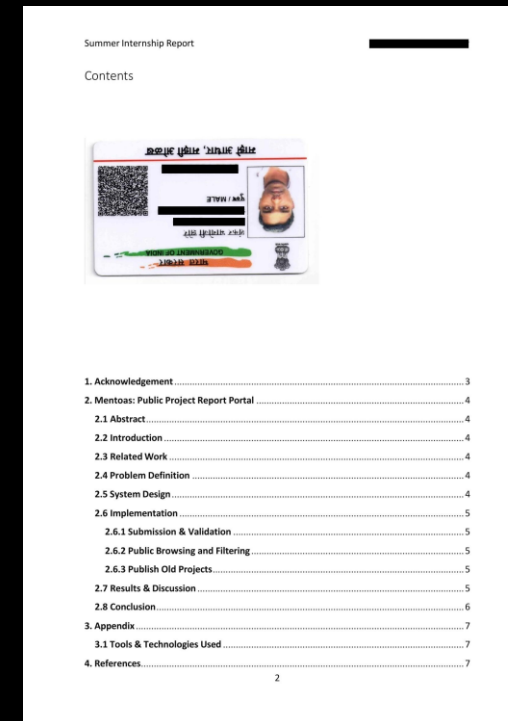 Summer Internship Report
Contents
माझे आधार, माझी ओळख
पुरुष / MALE
GOVERNMENT OF INDIA
भारत सरकार
1. Acknowledgement 3
2. Mentoas: Public Project Report Portal 4
2.1 Abstract 4
2.2 Introduction 4
2.3 Related Work 4
2.4 Problem Definition 4
2.5 System Design 4
2.6 Implementation 5
2.6.1 Submission & Validation 5
2.6.2 Public Browsing and Filtering 5
2.6.3 Publish Old Projects 5
2.7 Results & Discussion 5
2.8 Conclusion 6
3. Appendix 7
3.1 Tools & Technologies Used 7
4. References 7
2